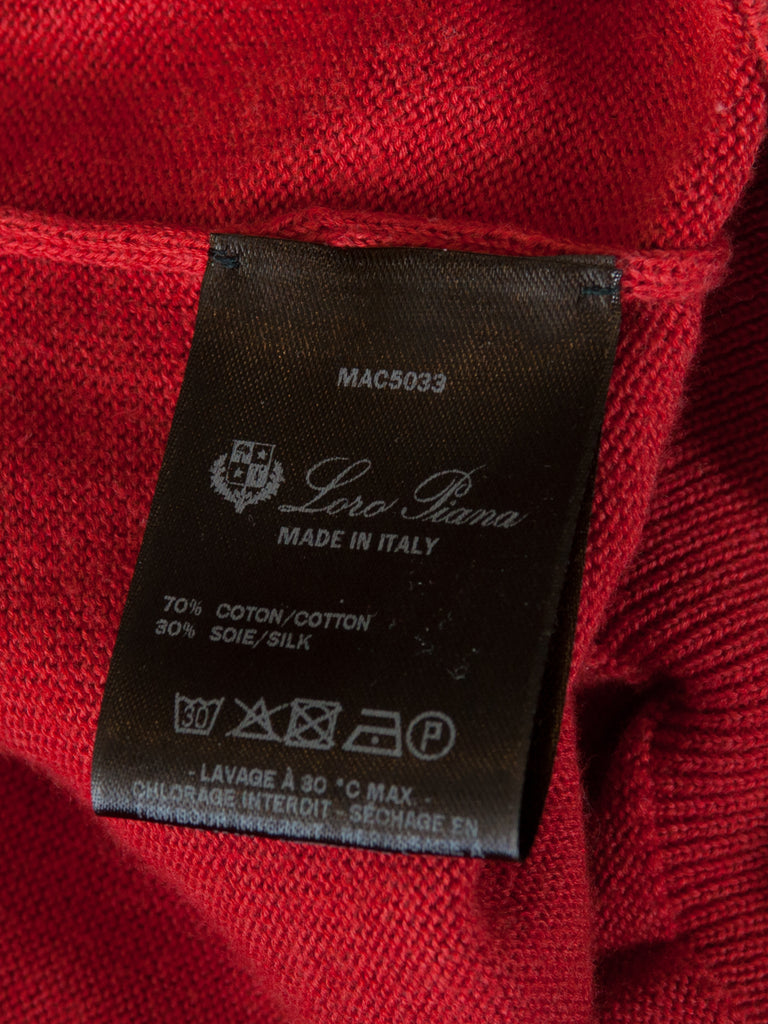 MAC5033
Loro Piana
MADE IN ITALY
70% COTON/COTTON
30% SOIE/SILK
30 P
- LAVAGE À 30 °C MAX -
CHLORAGE INTERDIT - SÉCHAGE EN